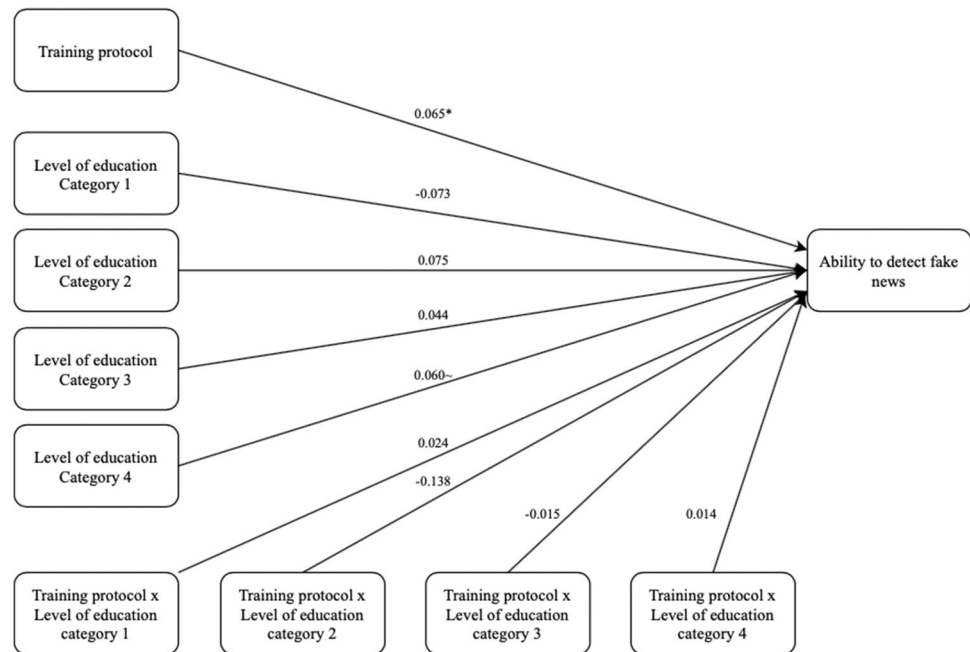 Training protocol
0.065*
Level of education
Category 1
-0.073
Level of education
Category 2
0.075
Ability to detect fake
news
Level of education
Category 3
0.044
Level of education
Category 4
0.060~
0.024
-0.138
-0.015
0.014
Training protocol x
Level of education
category 1
Training protocol x
Level of education
category 2
Training protocol x
Level of education
category 3
Training protocol x
Level of education
category 4